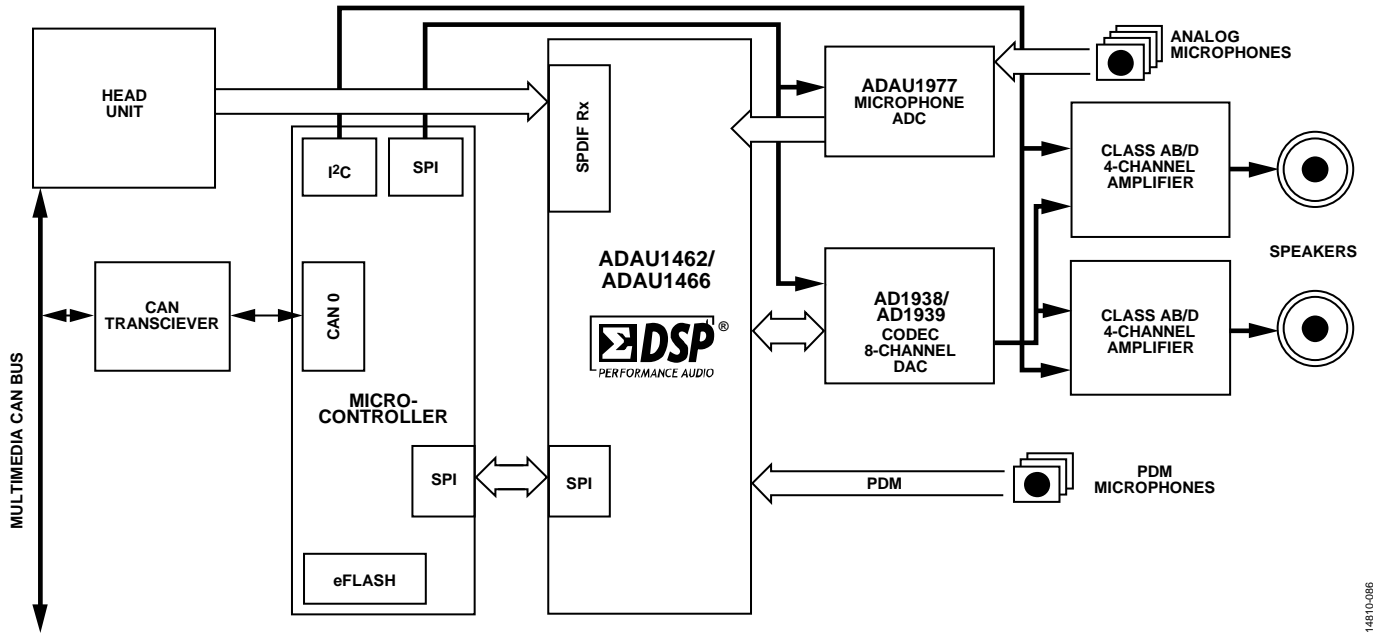 HEAD
UNIT
I2C
SPI
SPDIF Rx
ADAU1977
MICROPHONE
ADC
ANALOG
MICROPHONES
CLASS AB/D
4-CHANNEL
AMPLIFIER
SPEAKERS
CAN
TRANSCIEVER
CAN 0
ADAU1462/
ADAU1466
ΣDSP®
PERFORMANCE AUDIO
AD1938/
AD1939
CODEC
8-CHANNEL
DAC
CLASS AB/D
4-CHANNEL
AMPLIFIER
MULTIMEDIA CAN BUS
MICRO-
CONTROLLER
SPI
SPI
PDM
PDM
MICROPHONES
eFLASH
14810-086